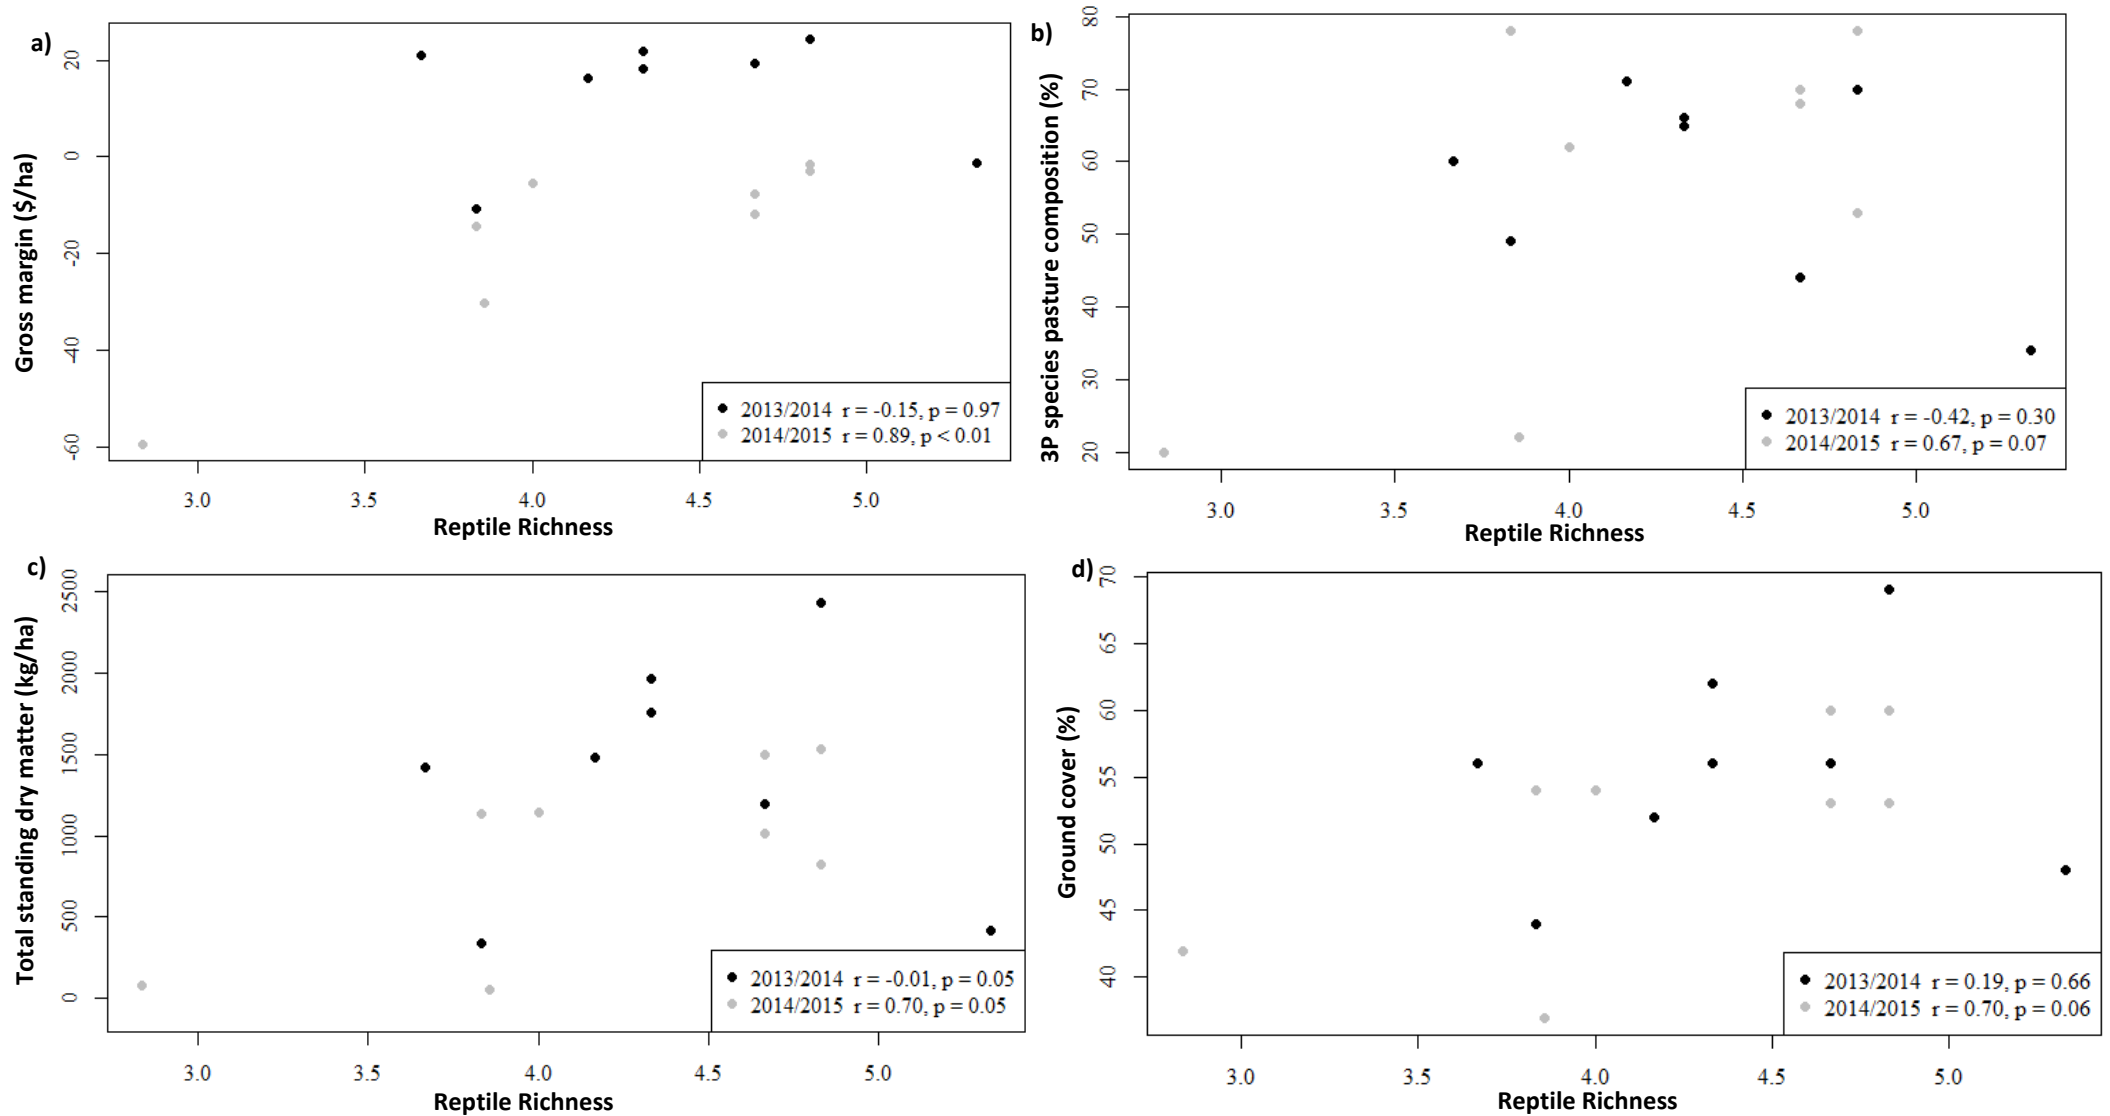 a)
Gross margin ($/ha)
20
0
-20
-40
-60
2013/2014 r = -0.15, p = 0.97
2014/2015 r = 0.89, p < 0.01
3.0 3.5 4.0 4.5 5.0
Reptile Richness
b)
3P species pasture composition (%)
80
70
60
50
40
30
20
2013/2014 r = -0.42, p = 0.30
2014/2015 r = 0.67, p = 0.07
3.0 3.5 4.0 4.5 5.0
Reptile Richness
c)
Total standing dry matter (kg/ha)
2500
2000
1500
1000
500
0
2013/2014 r = -0.01, p = 0.05
2014/2015 r = 0.70, p = 0.05
3.0 3.5 4.0 4.5 5.0
Reptile Richness
d)
Ground cover (%)
70
65
60
55
50
45
40
2013/2014 r = 0.19, p = 0.66
2014/2015 r = 0.70, p = 0.06
3.0 3.5 4.0 4.5 5.0
Reptile Richness